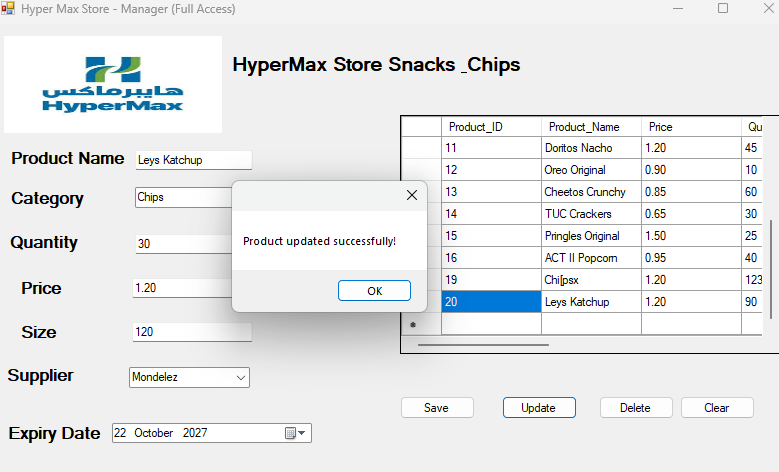 Hyper Max Store - Manager (Full Access)
هايبرماكس
HyperMax
HyperMax Store Snacks _Chips
Product Name Leys Katchup
Category Chips
Quantity 30
Price 1.20
Size 120
Supplier Mondelez
Expiry Date 22 October 2027
Product_ID Product_Name Price Qu
11 Doritos Nacho 1.20 45
12 Oreo Original 0.90 10
13 Cheetos Crunchy 0.85 60
14 TUC Crackers 0.65 30
15 Pringles Original 1.50 25
16 ACT II Popcorn 0.95 40
19 Chi[psx 1.20 123
20 Leys Katchup 1.20 90
*
Product updated successfully!
OK
Save Update Delete Clear